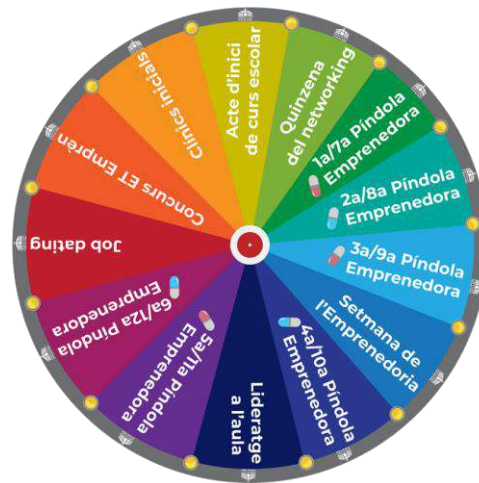 Acte d'inici
de curs escolar
Quinzena
del networking
1a/7a Píndola
Emprenedora
2a/8a Píndola
Emprenedora
3a/9a Píndola
Emprenedora
Setmana de
l'Emprenedoria
4a/10a Píndola
Emprenedora
Lideratge
a l'aula
5a/11a Píndola
Emprenedora
6a/12a Píndola
Emprenedora
Job dating
Concurs ET Emprèn
Clínics Inicials